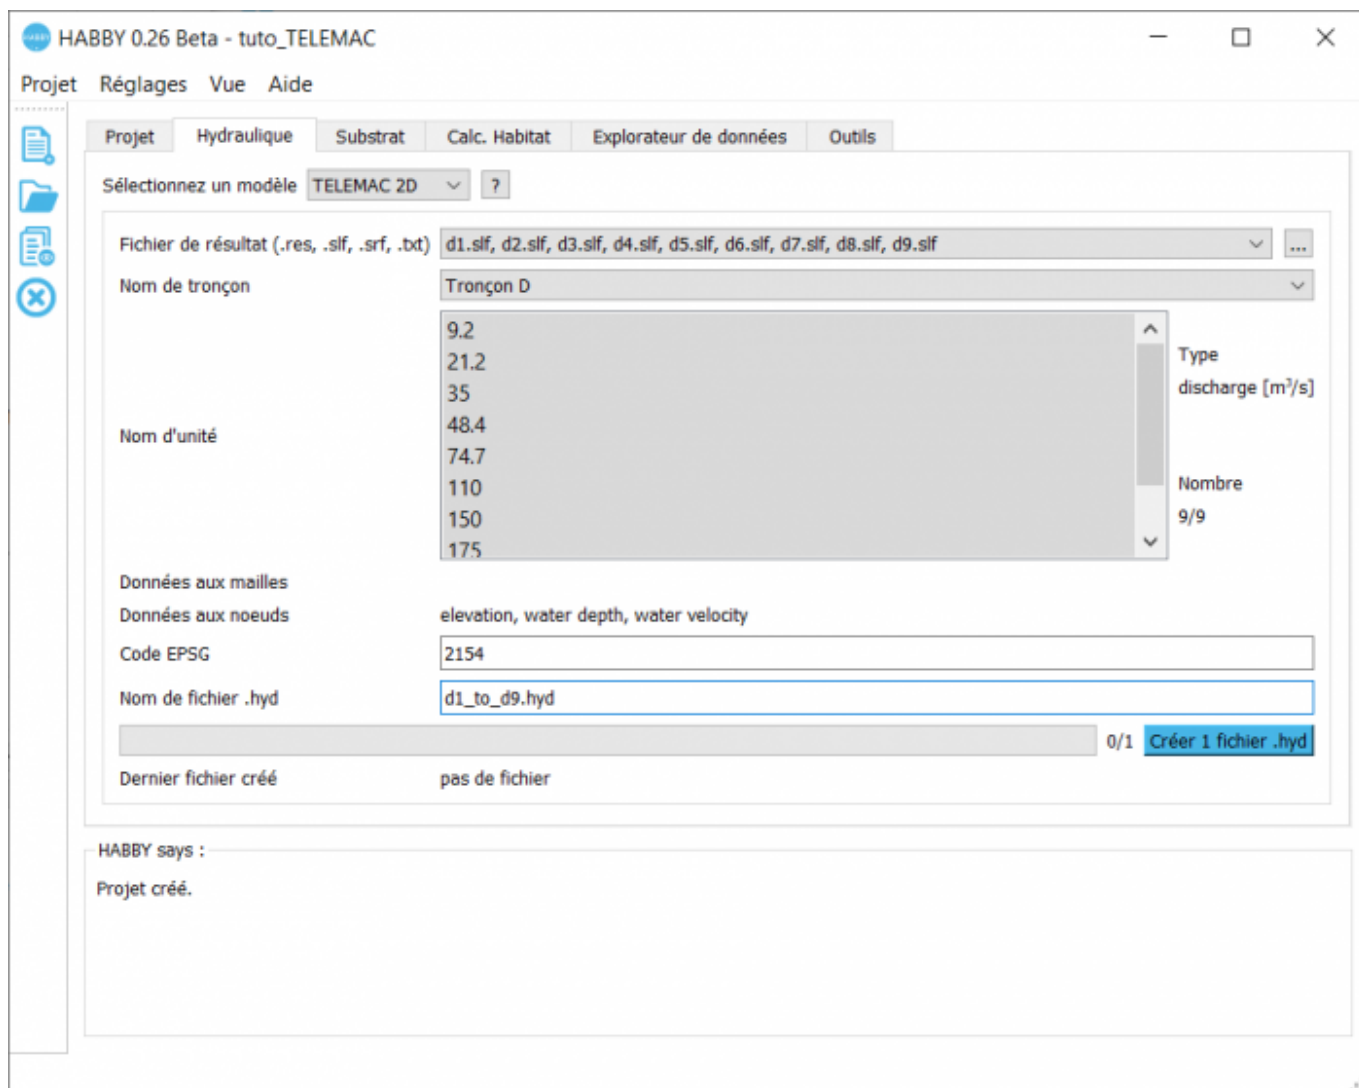 HABBY HABBY 0.26 Beta - tuto_TELEMAC
Projet Réglages Vue Aide
Projet Hydraulique Substrat Calc. Habitat Explorateur de données Outils
Sélectionnez un modèle TELEMAC 2D ?
Fichier de résultat (.res, .slf, .srf, .txt) d1.slf, d2.slf, d3.slf, d4.slf, d5.slf, d6.slf, d7.slf, d8.slf, d9.slf ...
Nom de tronçon Tronçon D
9.2
21.2
35
48.4
74.7
110
150
175
Nom d'unité
Type
discharge [m³/s]
Nombre
9/9
Données aux mailles
Données aux noeuds elevation, water depth, water velocity
Code EPSG 2154
Nom de fichier .hyd d1_to_d9.hyd
0/1 Créer 1 fichier .hyd
Dernier fichier créé pas de fichier
HABBY says :
Projet créé.